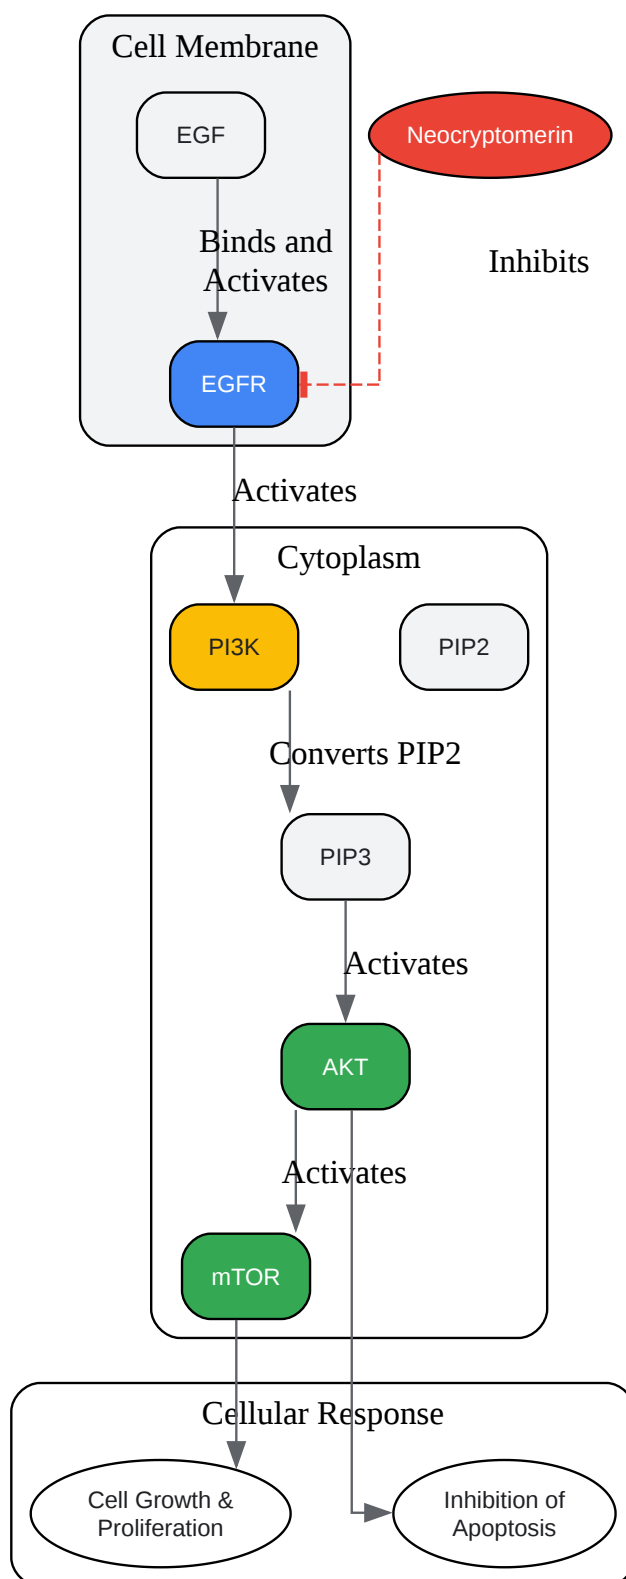 Cell Membrane
EGF
Neocryptomerin
Binds and
Activates
Inhibits
EGFR
Activates
Cytoplasm
PI3K
PIP2
Converts PIP2
PIP3
Activates
AKT
Activates
mTOR
Cellular Response
Cell Growth &
Proliferation
Inhibition of
Apoptosis